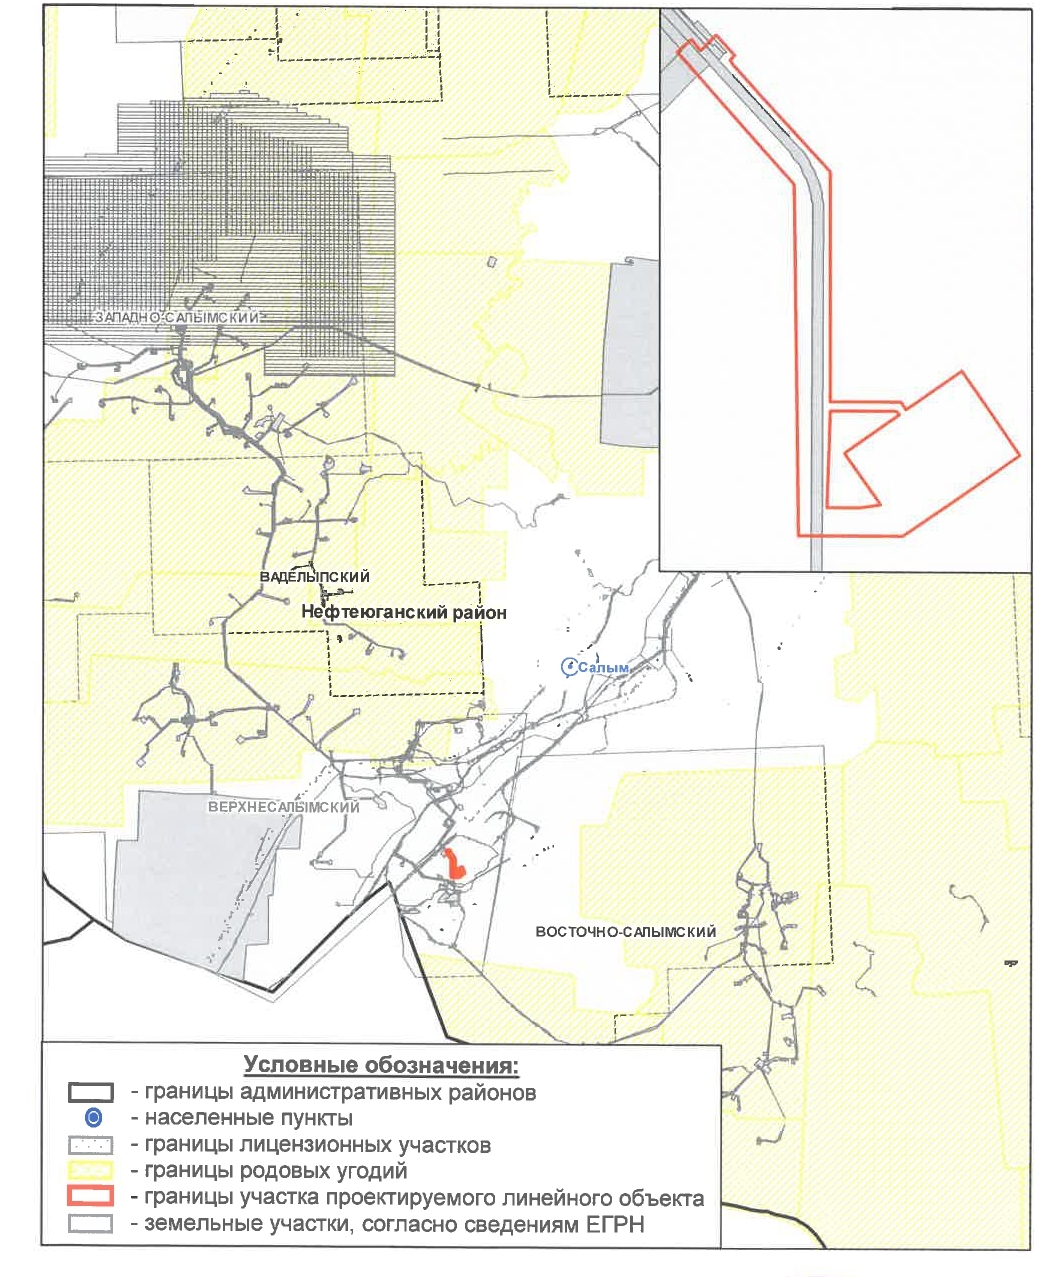 ЗАПАДНО-САЛЫМСКИЙ
ВАДЕЛЫПСКИЙ
Нефтеюганский район
Салым
ВЕРХНЕСАЛЫМСКИЙ
ВОСТОЧНО-САЛЫМСКИЙ
Условные обозначения:
- границы административных районов
- населенные пункты
- границы лицензионных участков
- границы родовых угодий
- границы участка проектируемого линейного объекта
- земельные участки, согласно сведениям ЕГРН